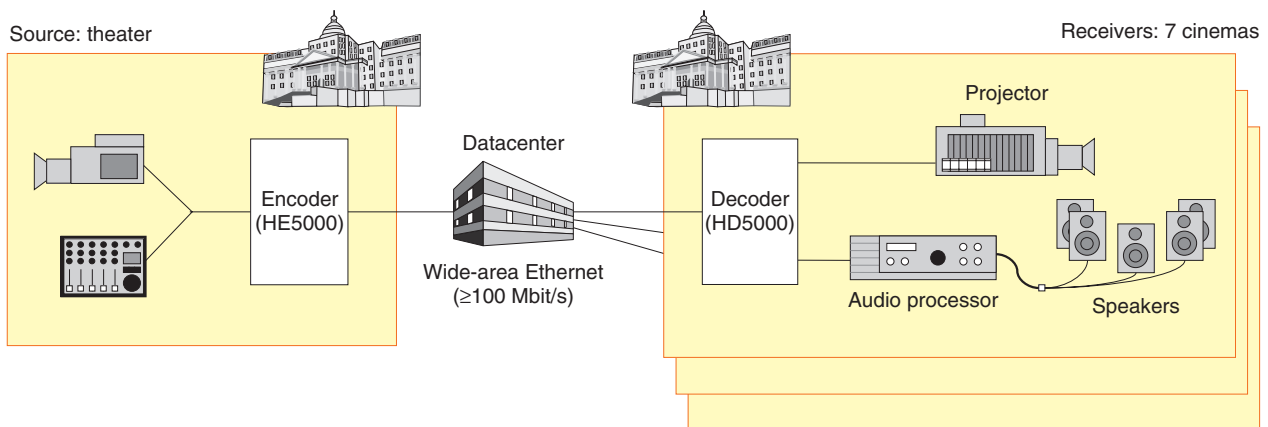 Source: theater
Receivers: 7 cinemas
Projector
Datacenter
Encoder
(HE5000)
Decoder
(HD5000)
Wide-area Ethernet
(≥100 Mbit/s)
Audio processor
Speakers